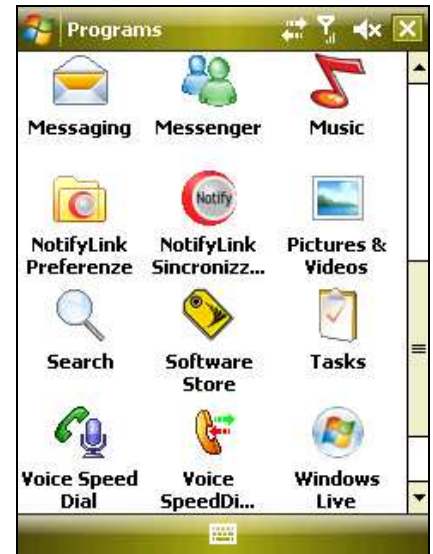 Programs
Messaging
Messenger
Music
Notify
NotifyLink
Preferenze
NotifyLink
Sincronizz...
Pictures &
Videos
Search
Software
Store
Tasks
Voice Speed
Dial
Voice
SpeedDi...
Windows
Live